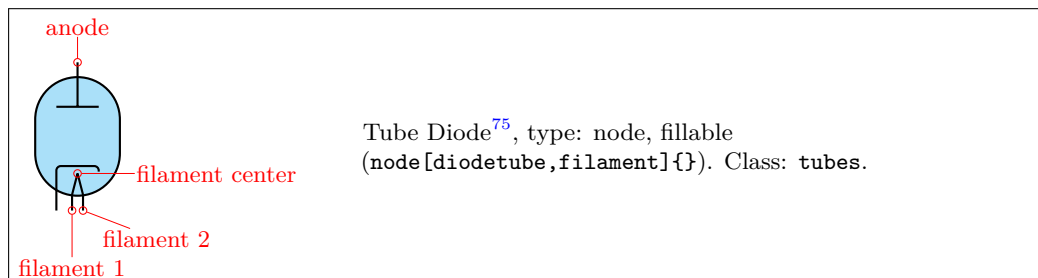 anode
Tube Diode75, type: node, fillable
(node[diodetube,filament]{}). Class: tubes.
filament center
filament 2
filament 1